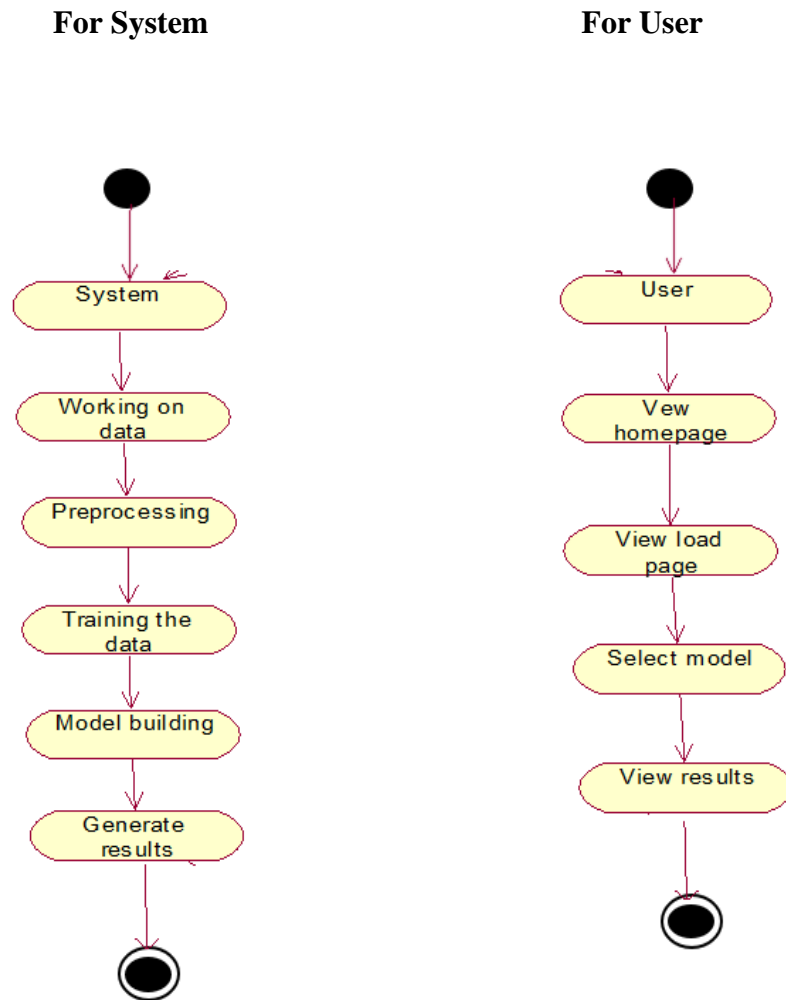 For System
For User
System
Working on
data
Preprocessing
Training the
data
Model building
Generate
results
User
Vew
homepage
View load
page
Select model
View results